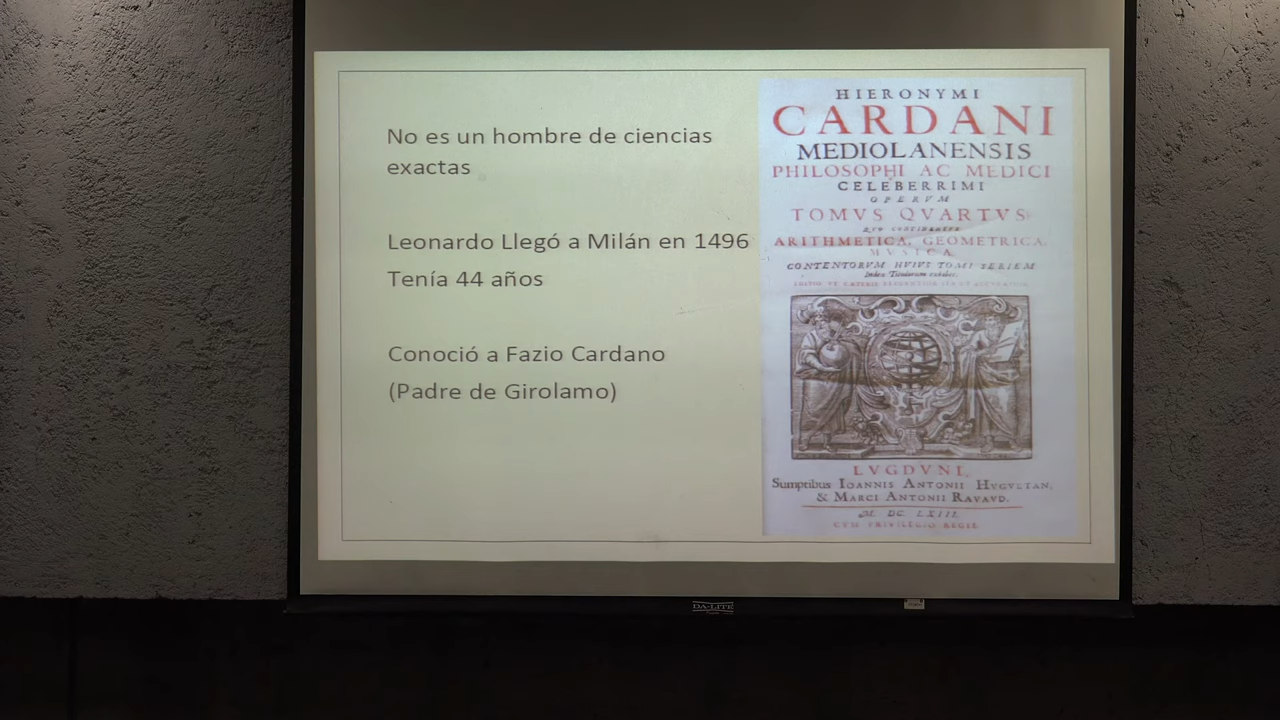 No es un hombre de ciencias
exactas
Leonardo Llegó a Milán en 1496
Tenía 44 años
Conoció a Fazio Cardano
(Padre de Girolamo)
HIERONYMI
CARDANI
MEDIOLANENSIS
PHILOSOPHI AC MEDICI
CELEBERRIMI
OPERVM
TOMVS QVARTVS
ARITHMETICA, GEOMETRICA,
MVSICA.
CONTENTORVM HVIVS TOMI SERIEM
LVGDVNI,
Sumptibus IOANNIS ANTONII HVGVETAN,
& MARCI ANTONII RAVAVD.
M. DC. LXIII.
CVM PRIVILEGIO REGIS.
DA-LITE